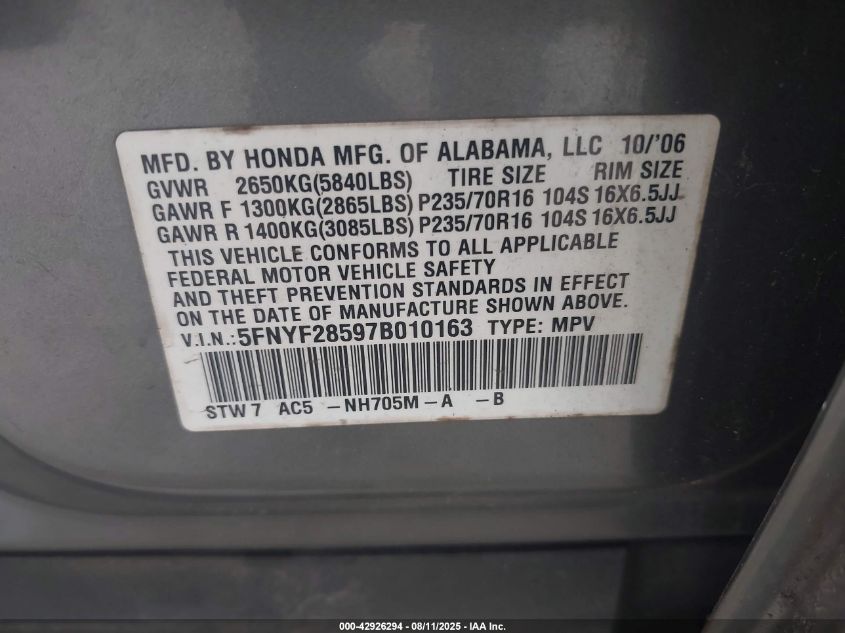 MFD. BY HONDA MFG. OF ALABAMA, LLC 10/'06
GVWR 2650KG(5840LBS) TIRE SIZE RIM SIZE
GAWR F 1300KG(2865LBS) P235/70R16 104S 16X6.5JJ
GAWR R 1400KG(3085LBS) P235/70R16 104S 16X6.5JJ
THIS VEHICLE CONFORMS TO ALL APPLICABLE
FEDERAL MOTOR VEHICLE SAFETY
AND THEFT PREVENTION STANDARDS IN EFFECT
ON THE DATE OF MANUFACTURE SHOWN ABOVE.
V.I.N.:5FNYF28597B010163 TYPE: MPV
STW7 AC5 -NH705M-A -B
000-42926294 - 08/11/2025 - IAA Inc.